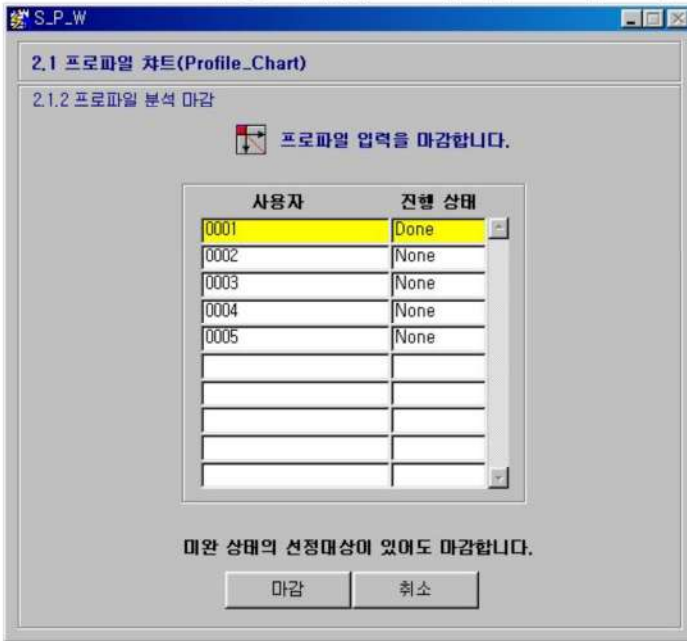 S_P_W
2.1 프로파일 챠트(Profile_Chart)
2.1.2 프로파일 분석 마감
프로파일 입력을 마감합니다.
사용자 진행 상태
0001 Done
0002 None
0003 None
0004 None
0005 None
미완 상태의 선정대상이 있어도 마감합니다.
마감 취소